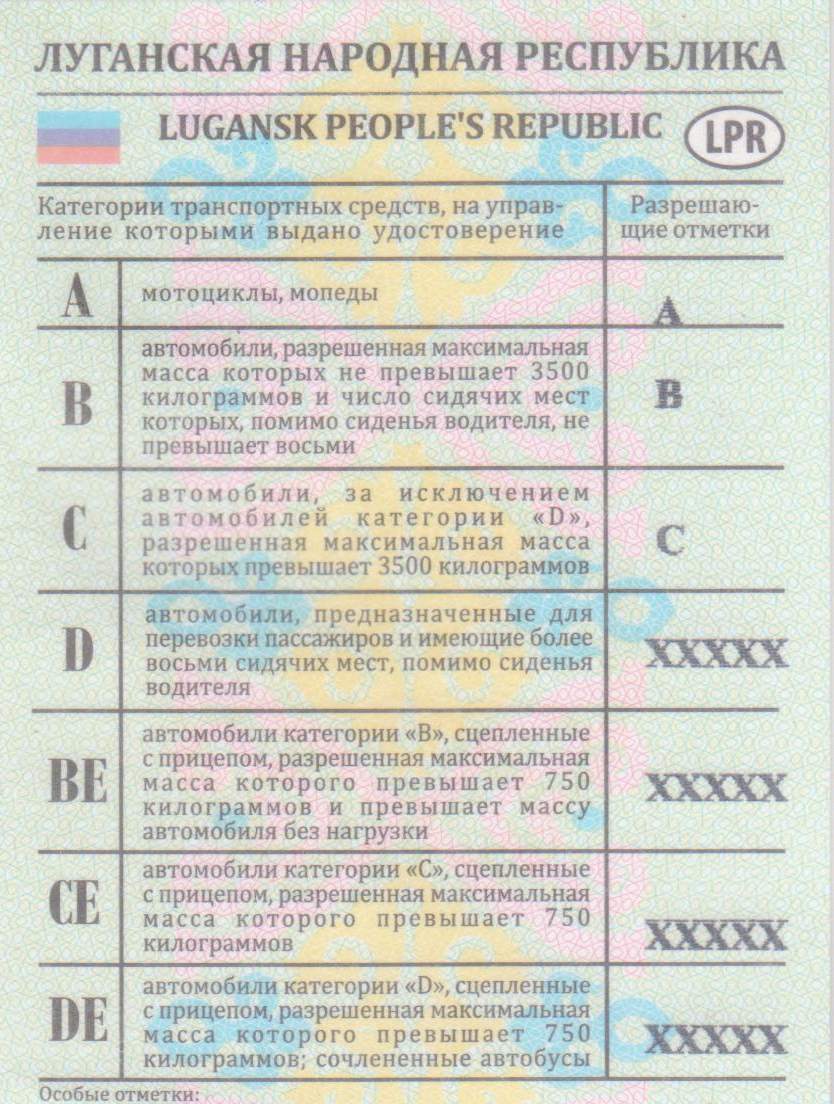 ЛУГАНСКАЯ НАРОДНАЯ РЕСПУБЛИКА
LUGANSK PEOPLE'S REPUBLIC
LPR
Категории транспортных средств, на управ-
ление которыми выдано удостоверение
Разрешаю-
щие отметки
A
мотоциклы, мопеды
A
B
автомобили, разрешенная максимальная
масса которых не превышает 3500
килограммов и число сидячих мест
которых, помимо сиденья водителя, не
превышает восьми
B
C
автомобили, за исключением
автомобилей категории «D»,
разрешенная максимальная масса
которых превышает 3500 килограммов
C
D
автомобили, предназначенные для
перевозки пассажиров и имеющие более
восьми сидячих мест, помимо сиденья
водителя
XXXXX
BE
автомобили категории «B», сцепленные
с прицепом, разрешенная максимальная
масса которого превышает 750
килограммов и превышает массу
автомобиля без нагрузки
XXXXX
CE
автомобили категории «C», сцепленные
с прицепом, разрешенная максимальная
масса которого превышает 750
килограммов
XXXXX
DE
автомобили категории «D», сцепленные
с прицепом, разрешенная максимальная
масса которого превышает 750
килограммов; сочлененные автобусы
XXXXX
Особые отметки: